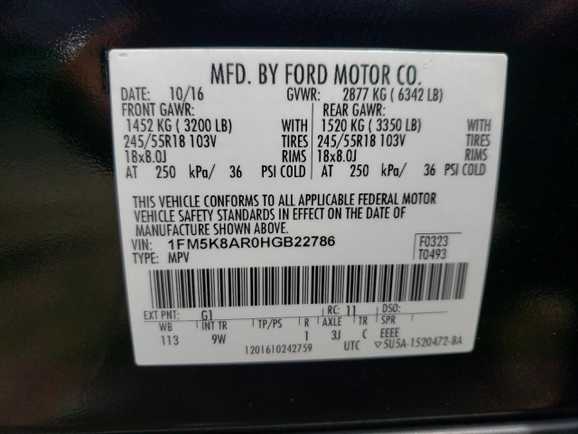 MFD. BY FORD MOTOR CO.
DATE: 10/16 GVWR: 2877 KG ( 6342 LB)
FRONT GAWR: REAR GAWR:
1452 KG ( 3200 LB) WITH 1520 KG ( 3350 LB) WITH
245/55R18 103V TIRES 245/55R18 103V TIRES
18x8.0J RIMS 18x8.0J RIMS
AT 250 kPa/ 36 PSI COLD AT 250 kPa/ 36 PSI COLD
THIS VEHICLE CONFORMS TO ALL APPLICABLE FEDERAL MOTOR
VEHICLE SAFETY STANDARDS IN EFFECT ON THE DATE OF
MANUFACTURE SHOWN ABOVE.
VIN: 1FM5K8AR0HGB22786 F0323
TYPE: MPV T0493
EXT PNT: G1 RC: 11 DSO:
WB INT TR TP/PS R AXLE TR SPR
113 9W 1 3J C EEEE
1201610242759 UTC ▽5U5A-1520472-BA